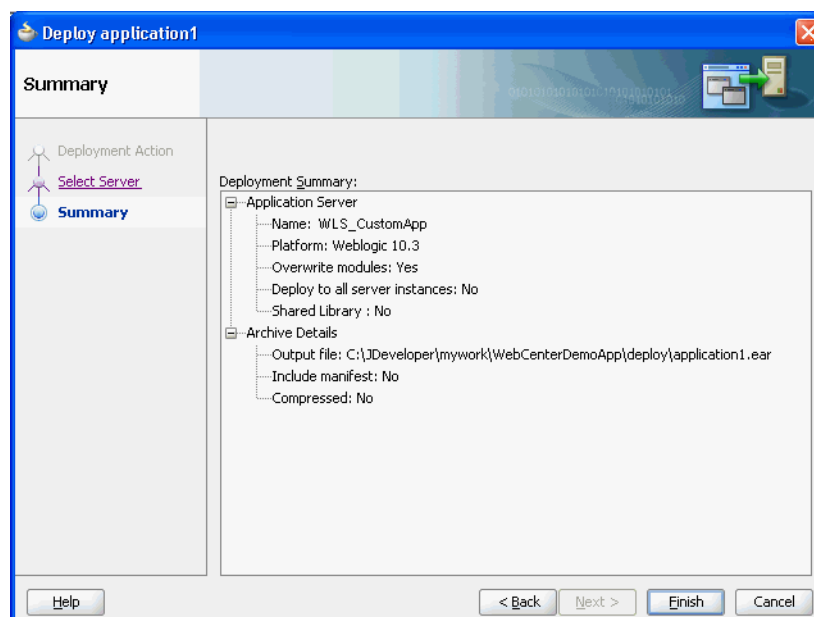 Deploy application1
Summary
Deployment Action
Select Server
Summary
Deployment Summary:
Application Server
Name: WLS_CustomApp
Platform: Weblogic 10.3
Overwrite modules: Yes
Deploy to all server instances: No
Shared Library : No
Archive Details
Output file: C:\JDeveloper\mywork\WebCenterDemoApp\deploy\application1.ear
Include manifest: No
Compressed: No
Help
< Back
Next >
Finish
Cancel